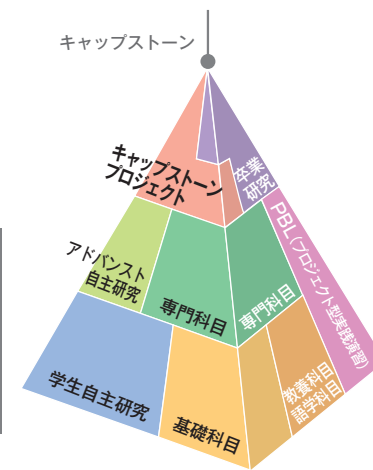 キャップストーン
キャップストーン
プロジェクト
卒業
研究
PBL(プロジェクト型実践演習)
アドバンスト
自主研究
専門科目
専門科目
学生自主研究
基礎科目
教養科目
語学科目